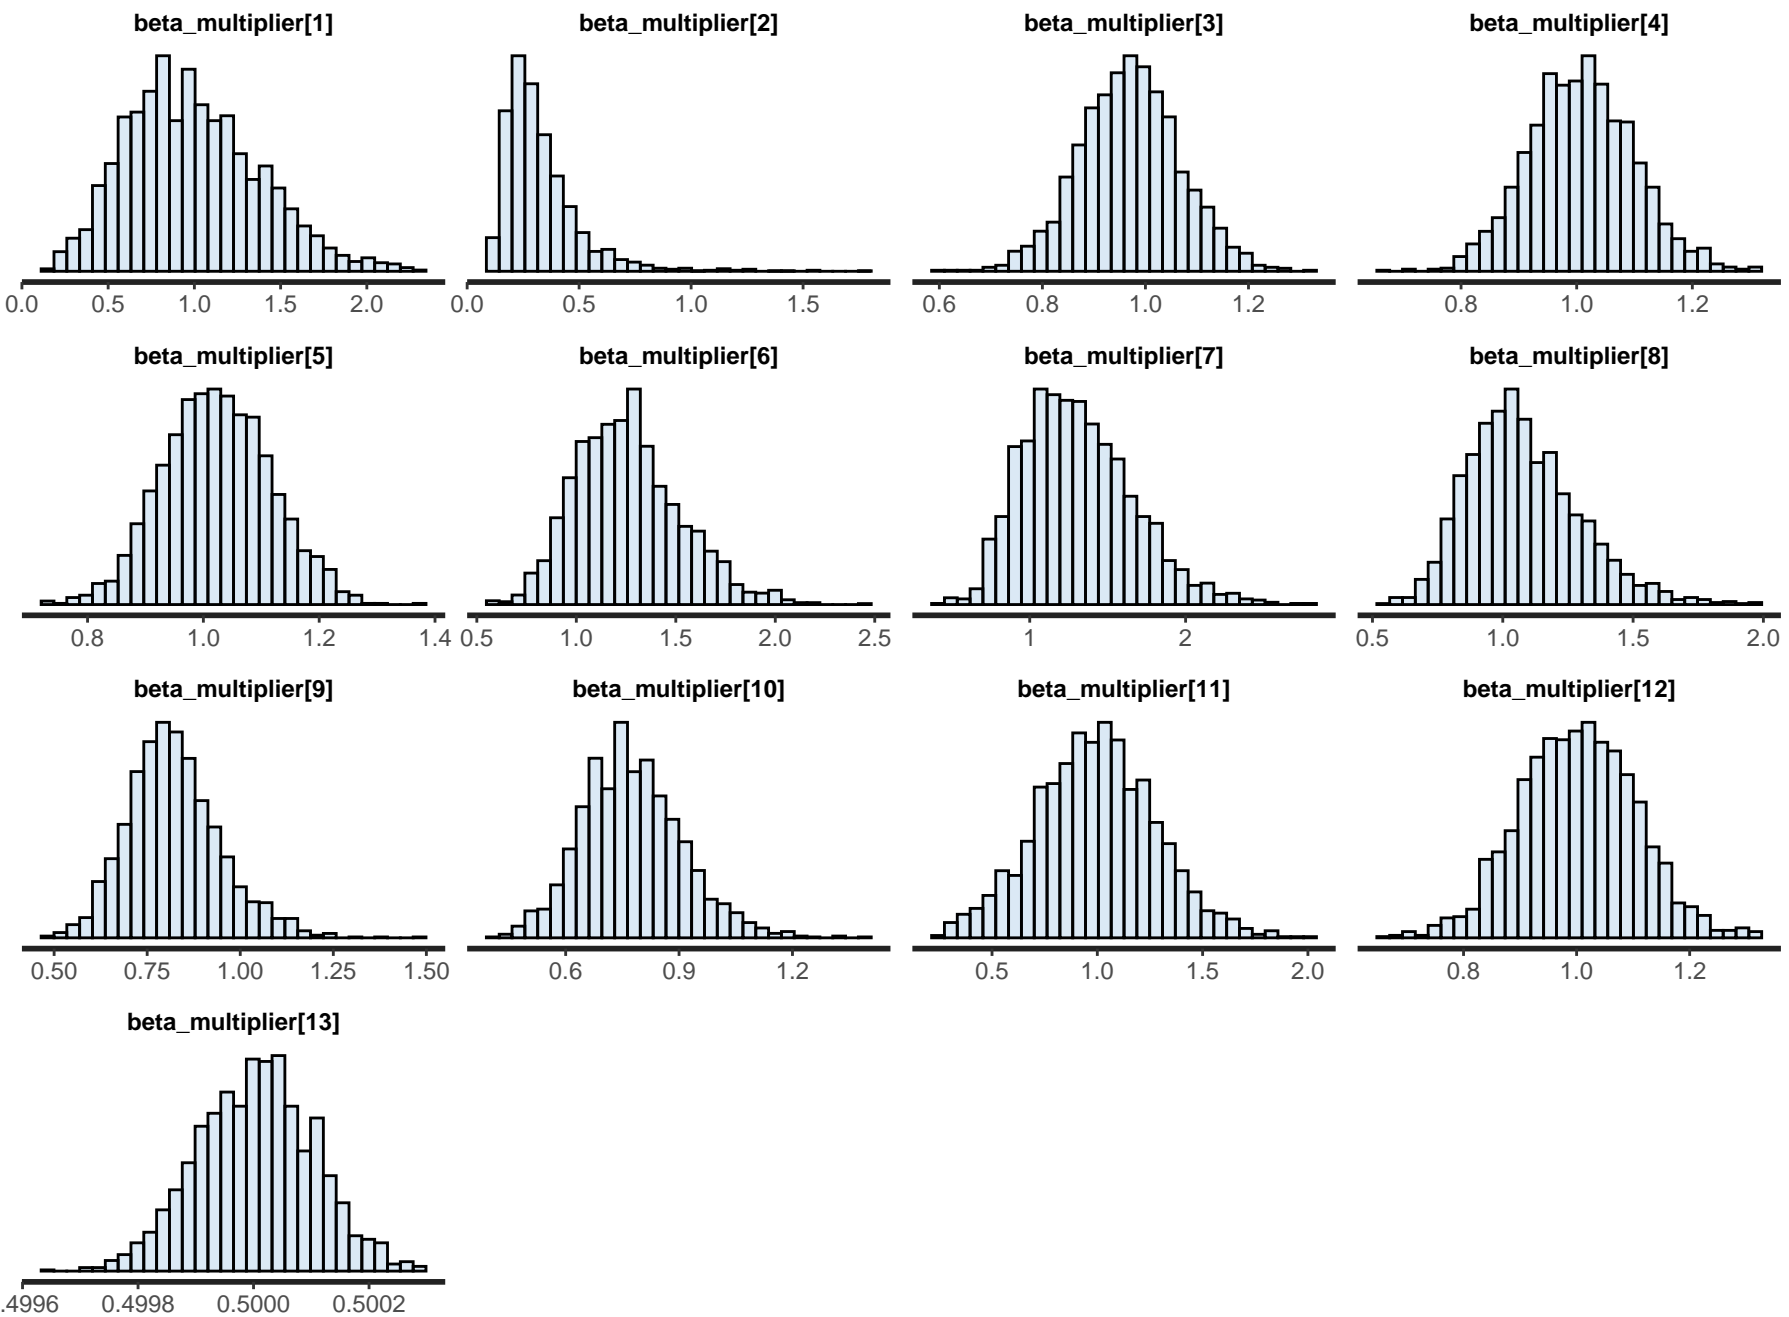 beta_multiplier[1] beta_multiplier[2] beta_multiplier[3] beta_multiplier[4]
0.0 0.5 1.0 1.5 2.0 0.0 0.5 1.0 1.5 0.6 0.8 1.0 1.2 0.8 1.0 1.2
beta_multiplier[5] beta_multiplier[6] beta_multiplier[7] beta_multiplier[8]
0.8 1.0 1.2 1.4 0.5 1.0 1.5 2.0 2.5 1 2 0.5 1.0 1.5 2.0
beta_multiplier[9] beta_multiplier[10] beta_multiplier[11] beta_multiplier[12]
0.50 0.75 1.00 1.25 1.50 0.6 0.9 1.2 0.5 1.0 1.5 2.0 0.8 1.0 1.2
beta_multiplier[13]
.4996 0.4998 0.5000 0.5002